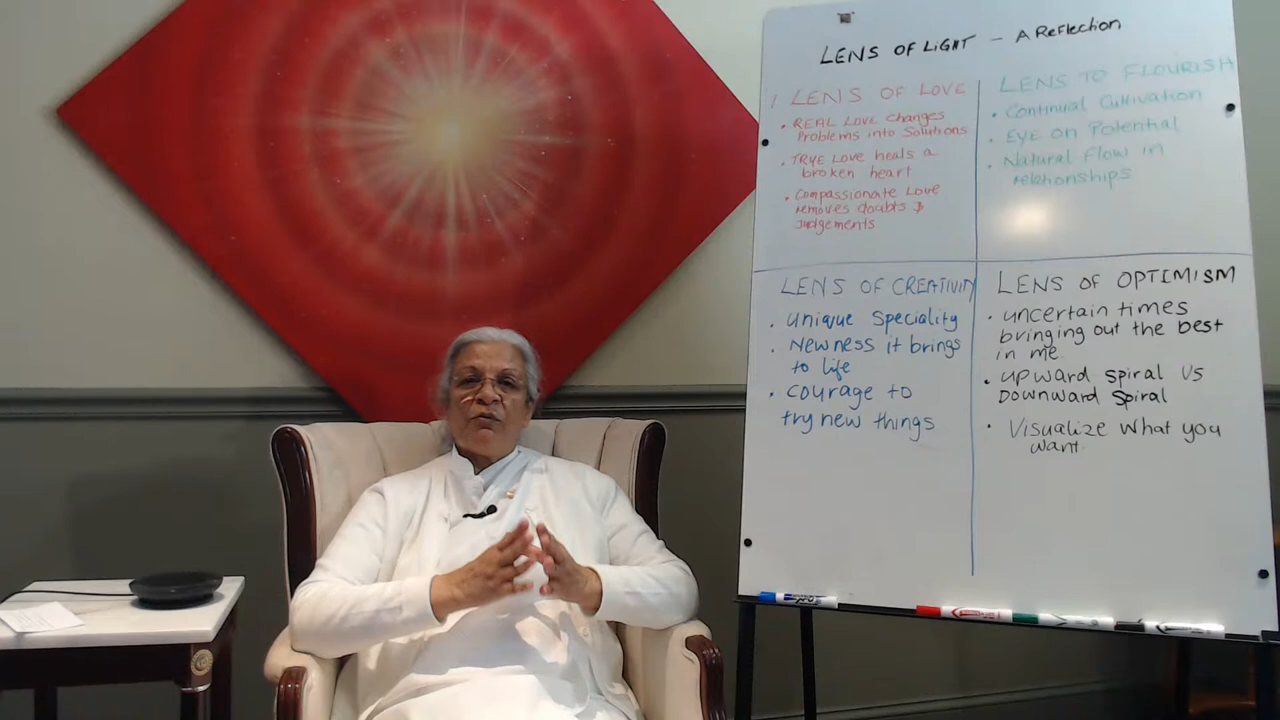 LENS OF LIGHT - A Reflection
1 LENS OF LOVE
• REAL LOVE changes
Problems into Solutions
• TRYE LOVE heals a
broken heart
• Compassionate Love
removes doubts &
Judgements
LENS TO FLOURISH
• Continual Cultivation
• Eye on Potential
• Natural Flow in
relationships
LENS OF CREATIVITY
• Unique Speciality
• Newness it brings
to life
• Courage to
try new things
LENS OF OPTIMISM
• Uncertain times
bringing out the best
in me.
• Upward Spiral VS
Downward Spiral
• Visualize What you
want.